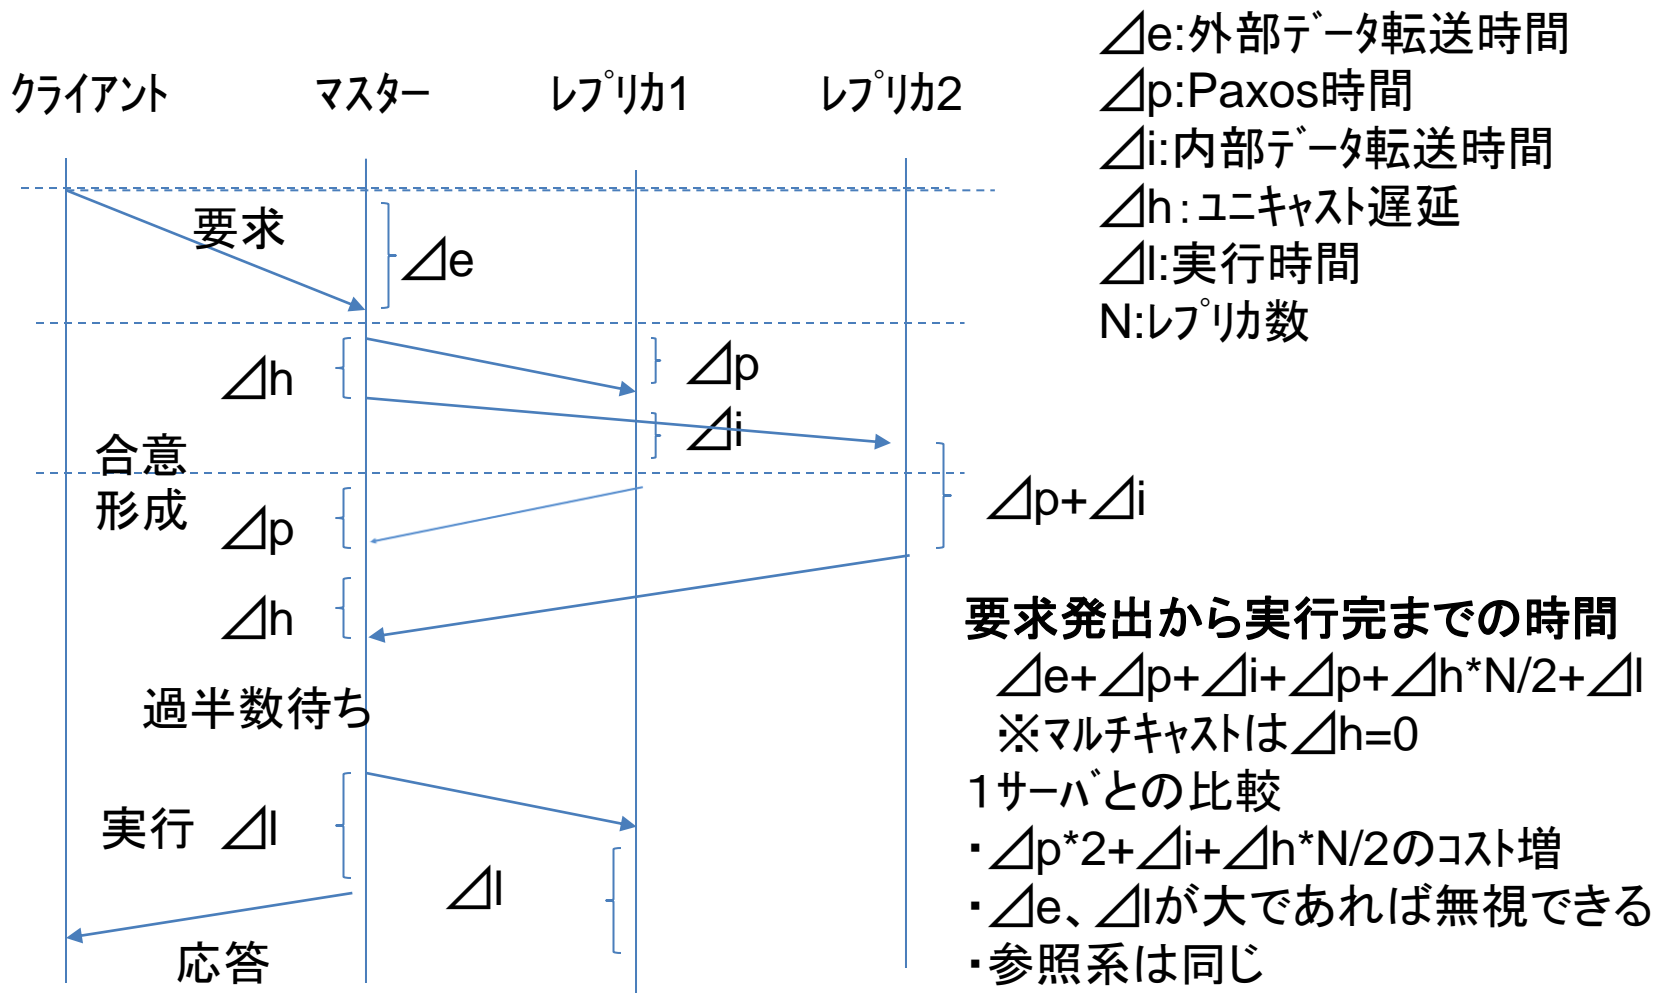 クライアント
マスター
レプリカ1
レプリカ2
⊿e:外部データ転送時間
⊿p:Paxos時間
⊿i:内部データ転送時間
⊿h：ユニキャスト遅延
⊿l:実行時間
N:レプリカ数
要求
⊿e
⊿h
⊿p
⊿i
合意
形成
⊿p
⊿p+⊿i
⊿h
過半数待ち
実行
⊿l
⊿l
応答
要求発出から実行完までの時間
⊿e+⊿p+⊿i+⊿p+⊿h*N/2+⊿l
※マルチキャストは⊿h=0
１サーバとの比較
・⊿p*2+⊿i+⊿h*N/2のコスト増
・⊿e、⊿lが大であれば無視できる
・参照系は同じ